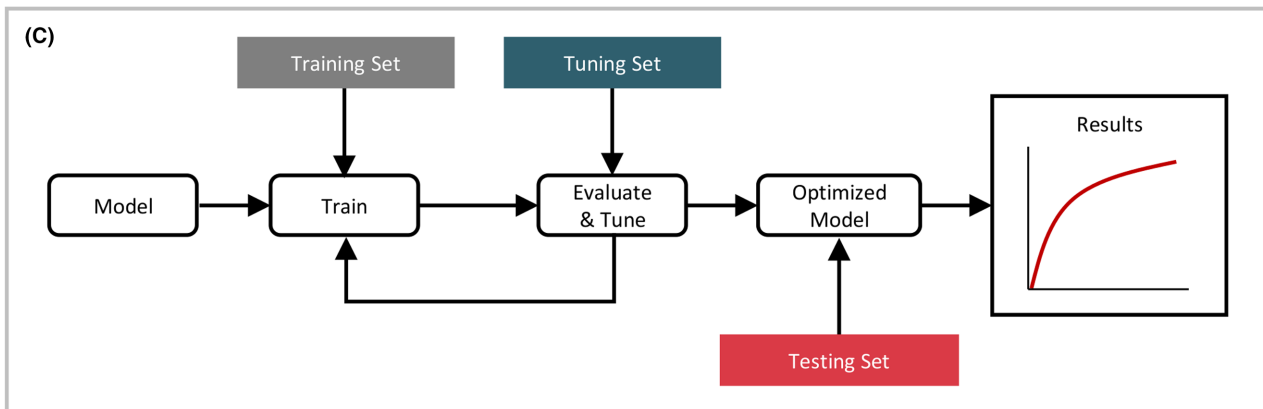 (C)
Training Set
Tuning Set
Results
Model
Train
Evaluate
& Tune
Optimized
Model
Testing Set